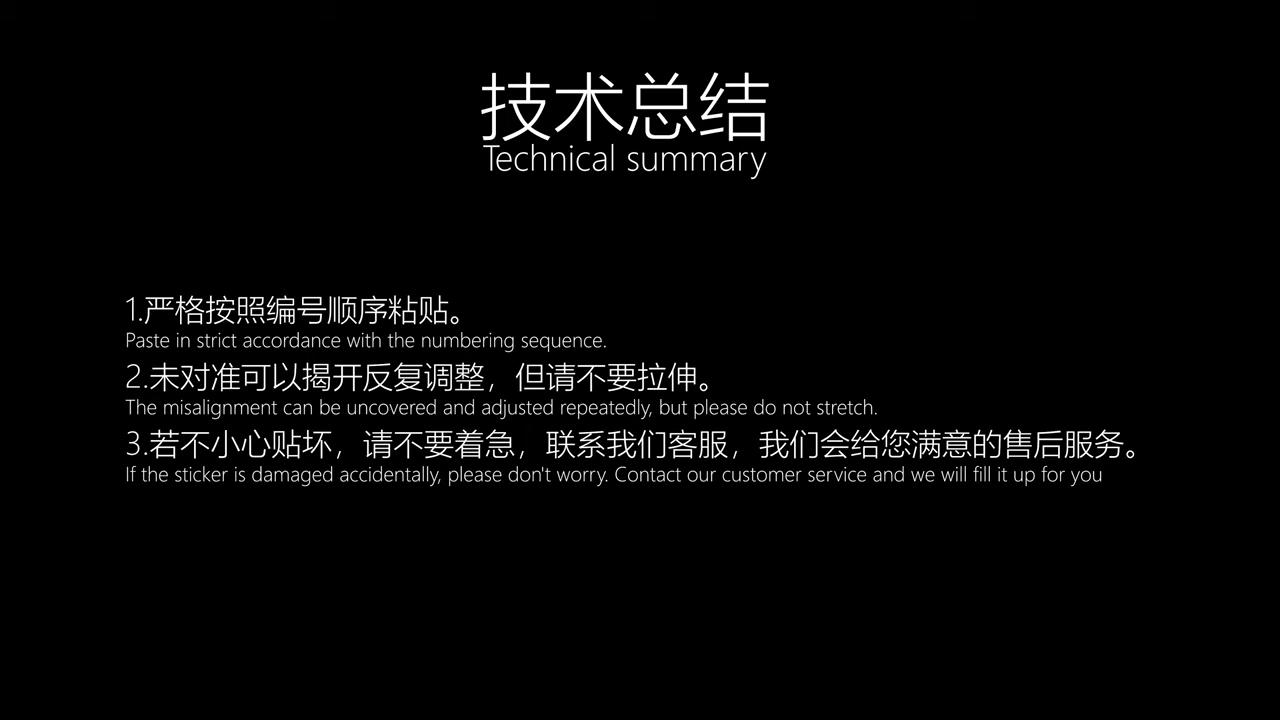 技术总结
Technical summary
1.严格按照编号顺序粘贴。
Paste in strict accordance with the numbering sequence.
2.未对准可以揭开反复调整，但请不要拉伸。
The misalignment can be uncovered and adjusted repeatedly, but please do not stretch.
3.若不小心贴坏，请不要着急，联系我们客服，我们会给您满意的售后服务。
If the sticker is damaged accidentally, please don't worry. Contact our customer service and we will fill it up for you